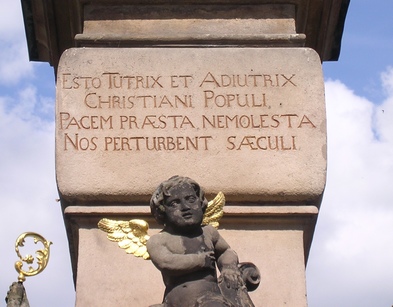 ESTO TUTRIX ET ADIUTRIX
CHRISTIANI POPULI,
PACEM PRÆSTA, NEMOLESTA
NOS PERTURBENT SÆCULI